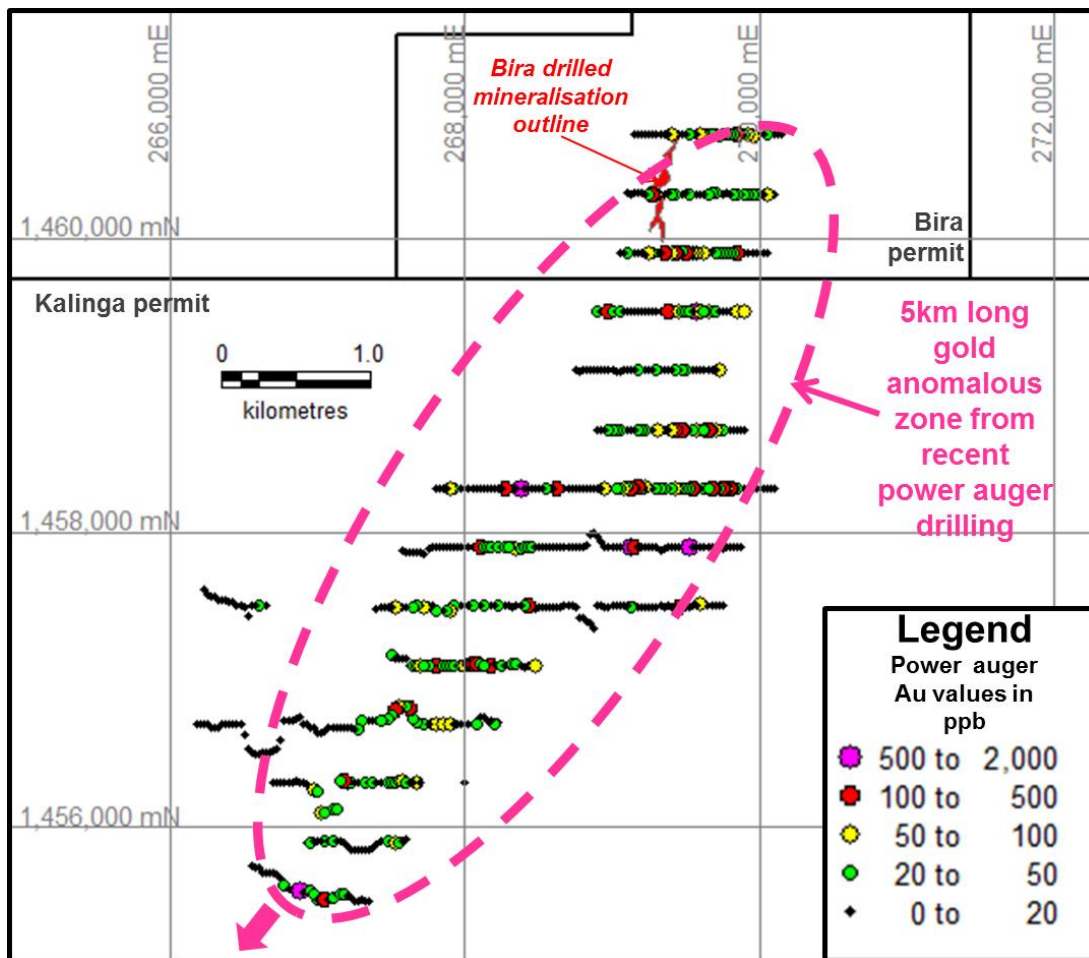 266,000 mE
268,000 mE
270,000 mE
272,000 mE
Bira drilled
mineralisation
outline
1,460,000 mN
Bira
permit
Kalinga permit
0 1.0
kilometres
5km long
gold
anomalous
zone from
recent
power auger
drilling
1,458,000 mN
1,456,000 mN
Legend
Power auger
Au values in
ppb
500 to 2,000
100 to 500
50 to 100
20 to 50
0 to 20